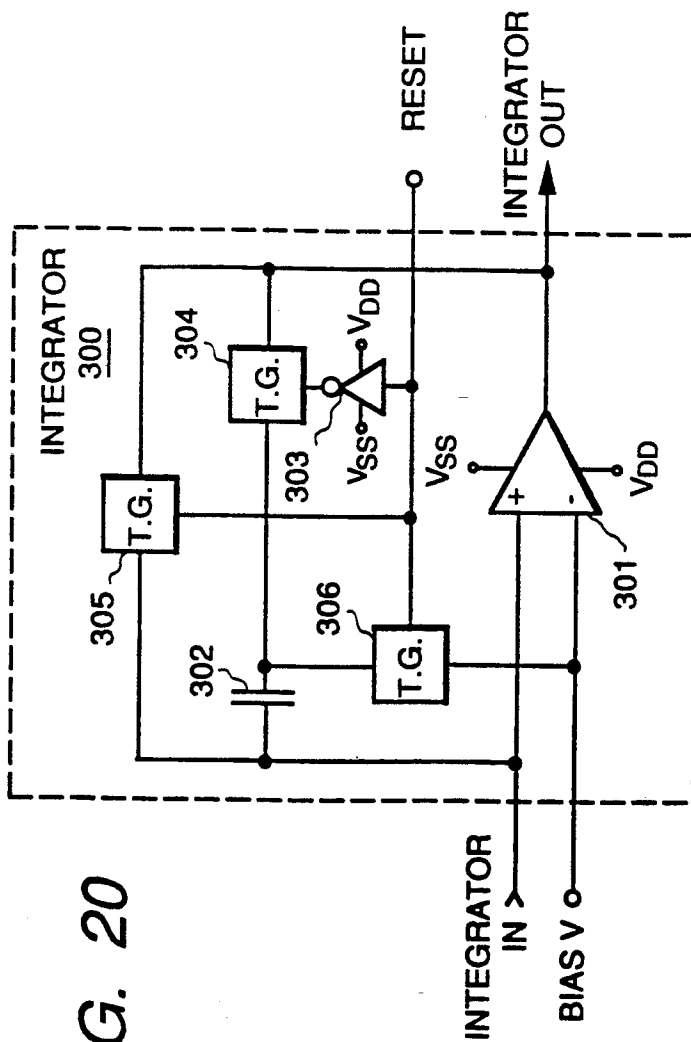 G. 20
INTEGRATOR
300
305
T.G.
304
T.G.
302
303
VSS
VDD
306
T.G.
RESET
VSS
+
-
VDD
301
INTEGRATOR
IN
BIAS V
INTEGRATOR
OUT